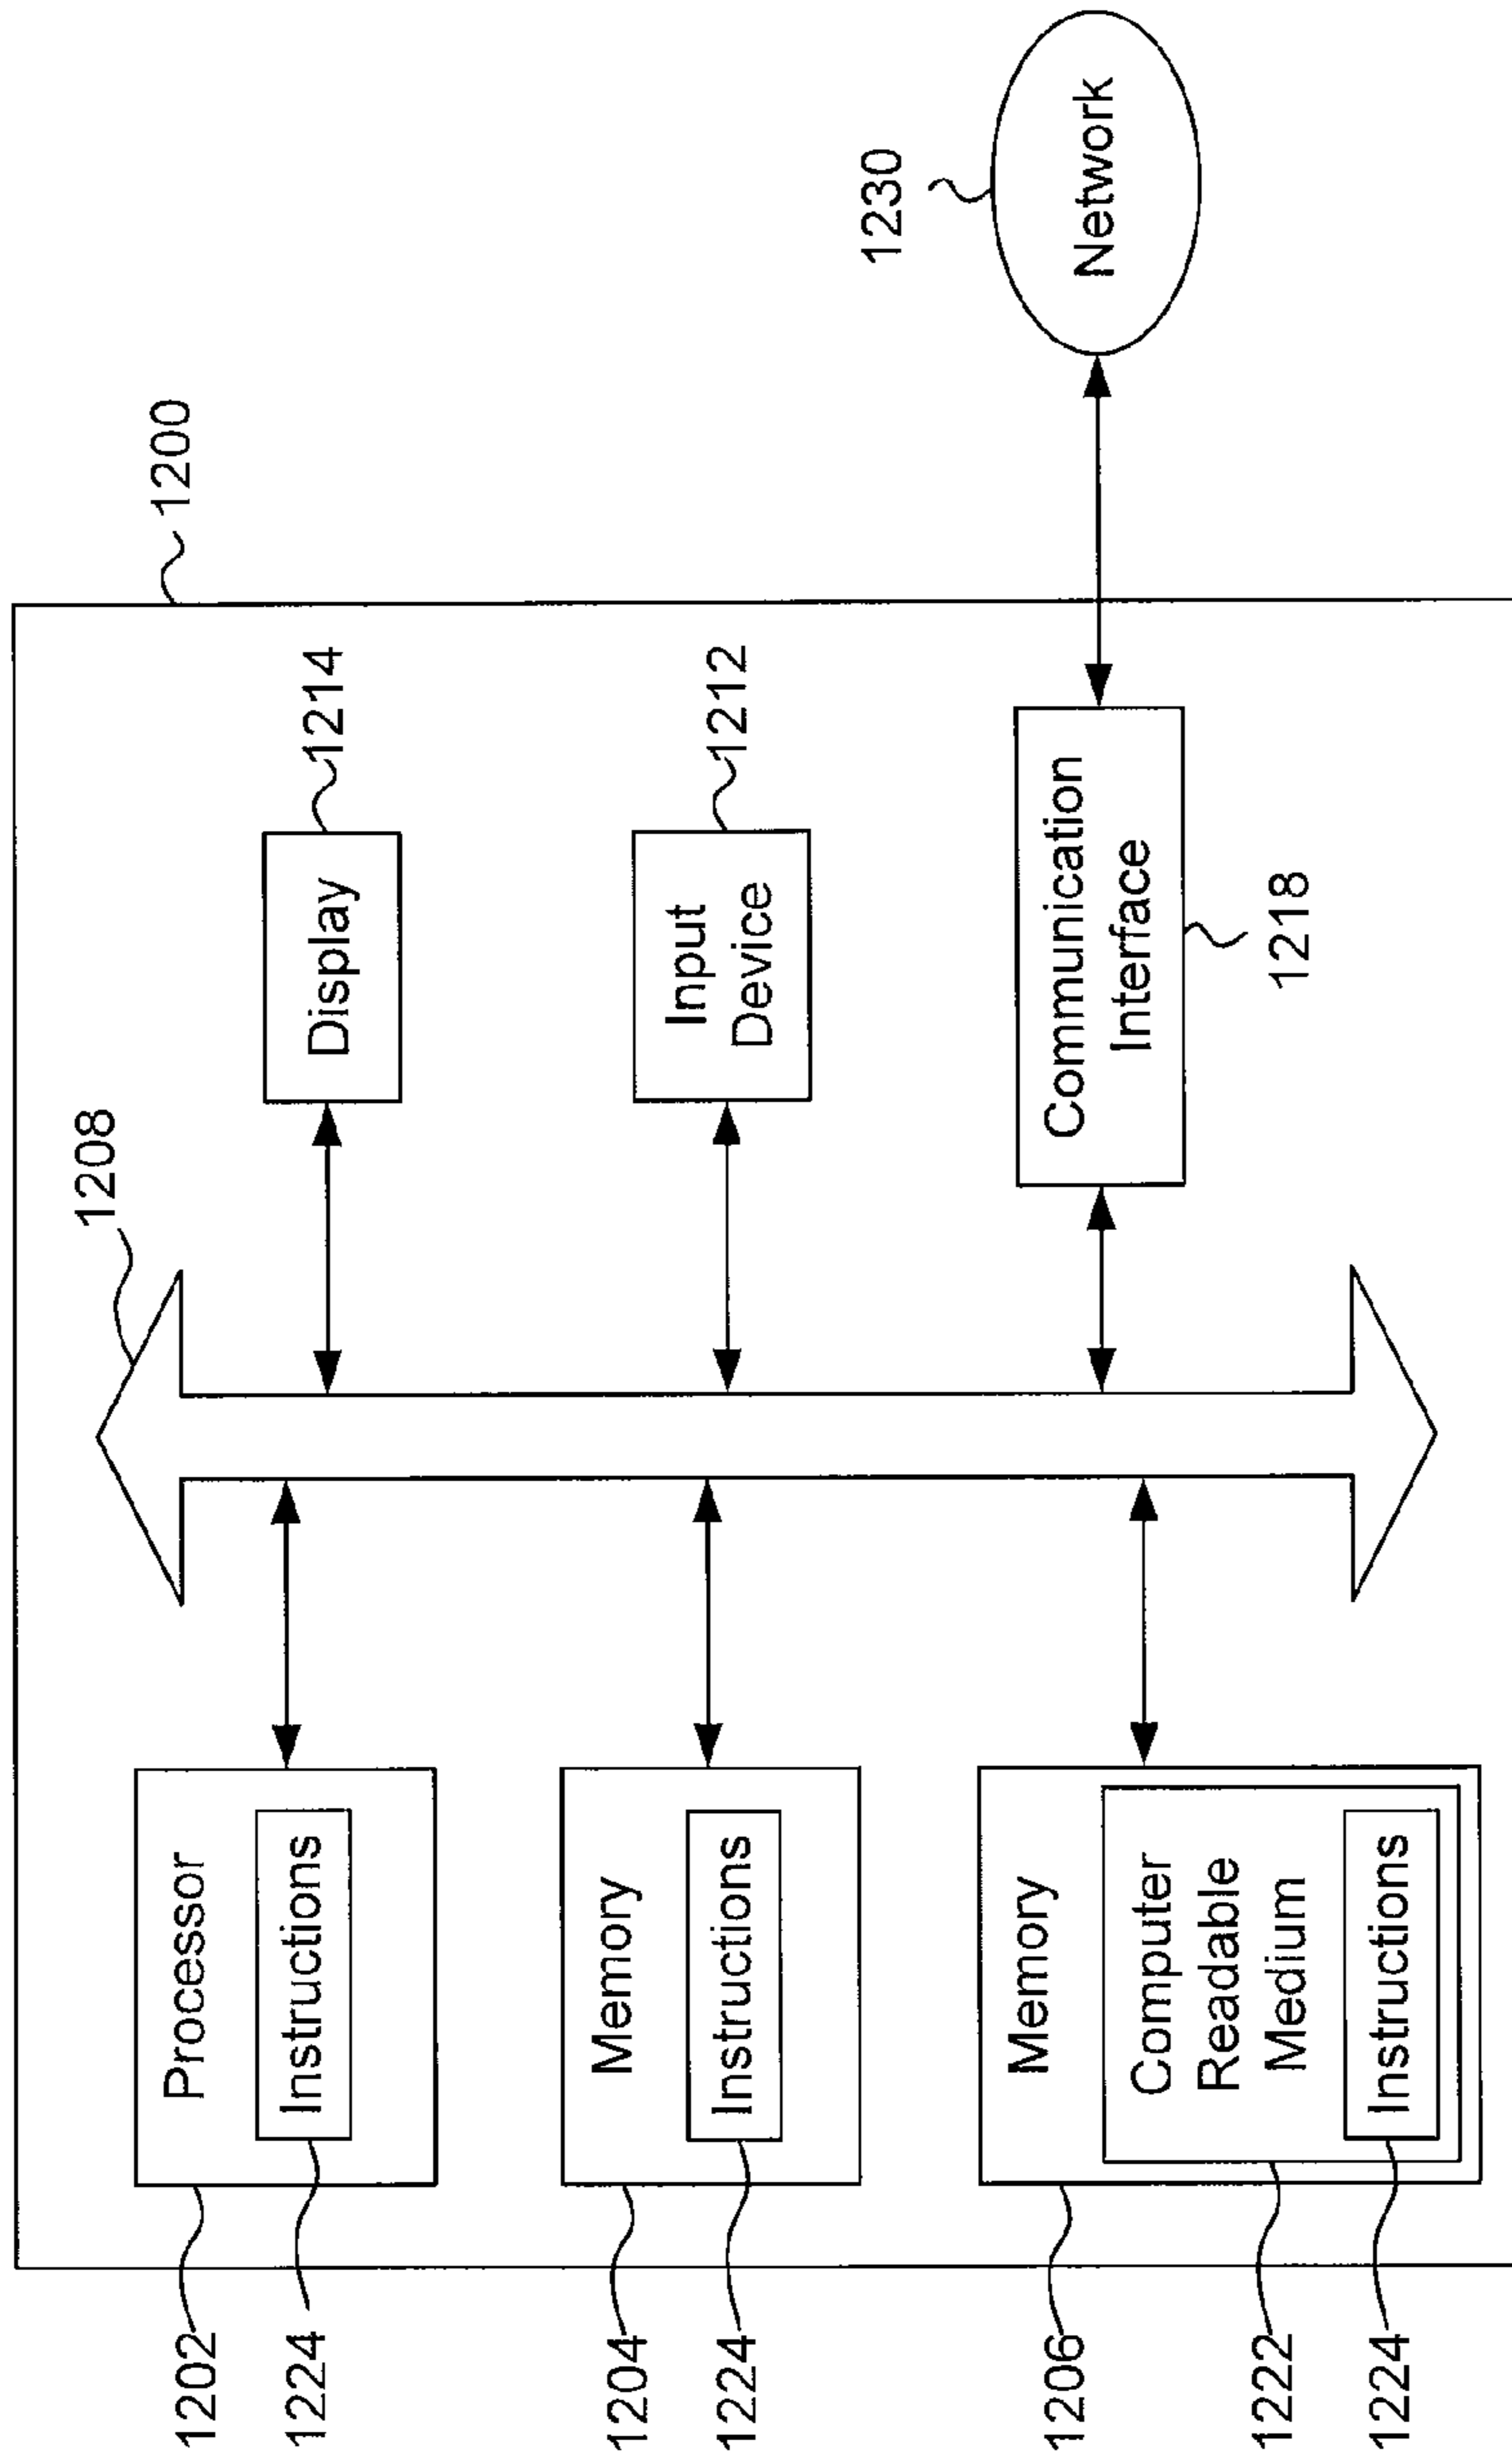 1200
1208
1202
Processor
1224
Instructions
Display
1214
1204
Memory
1224
Instructions
Input
Device
1212
1206
Memory
1222
Computer
Readable
Medium
1224
Instructions
Communication
Interface
1218
1230
Network